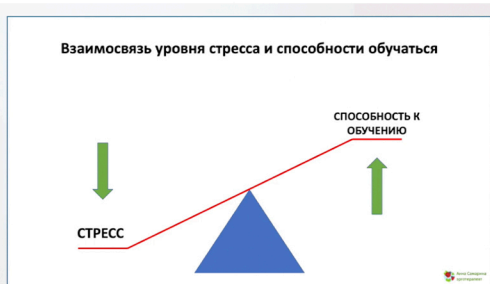 Взаимосвязь уровня стресса и способности обучаться
СПОСОБНОСТЬ К
ОБУЧЕНИЮ
СТРЕСС